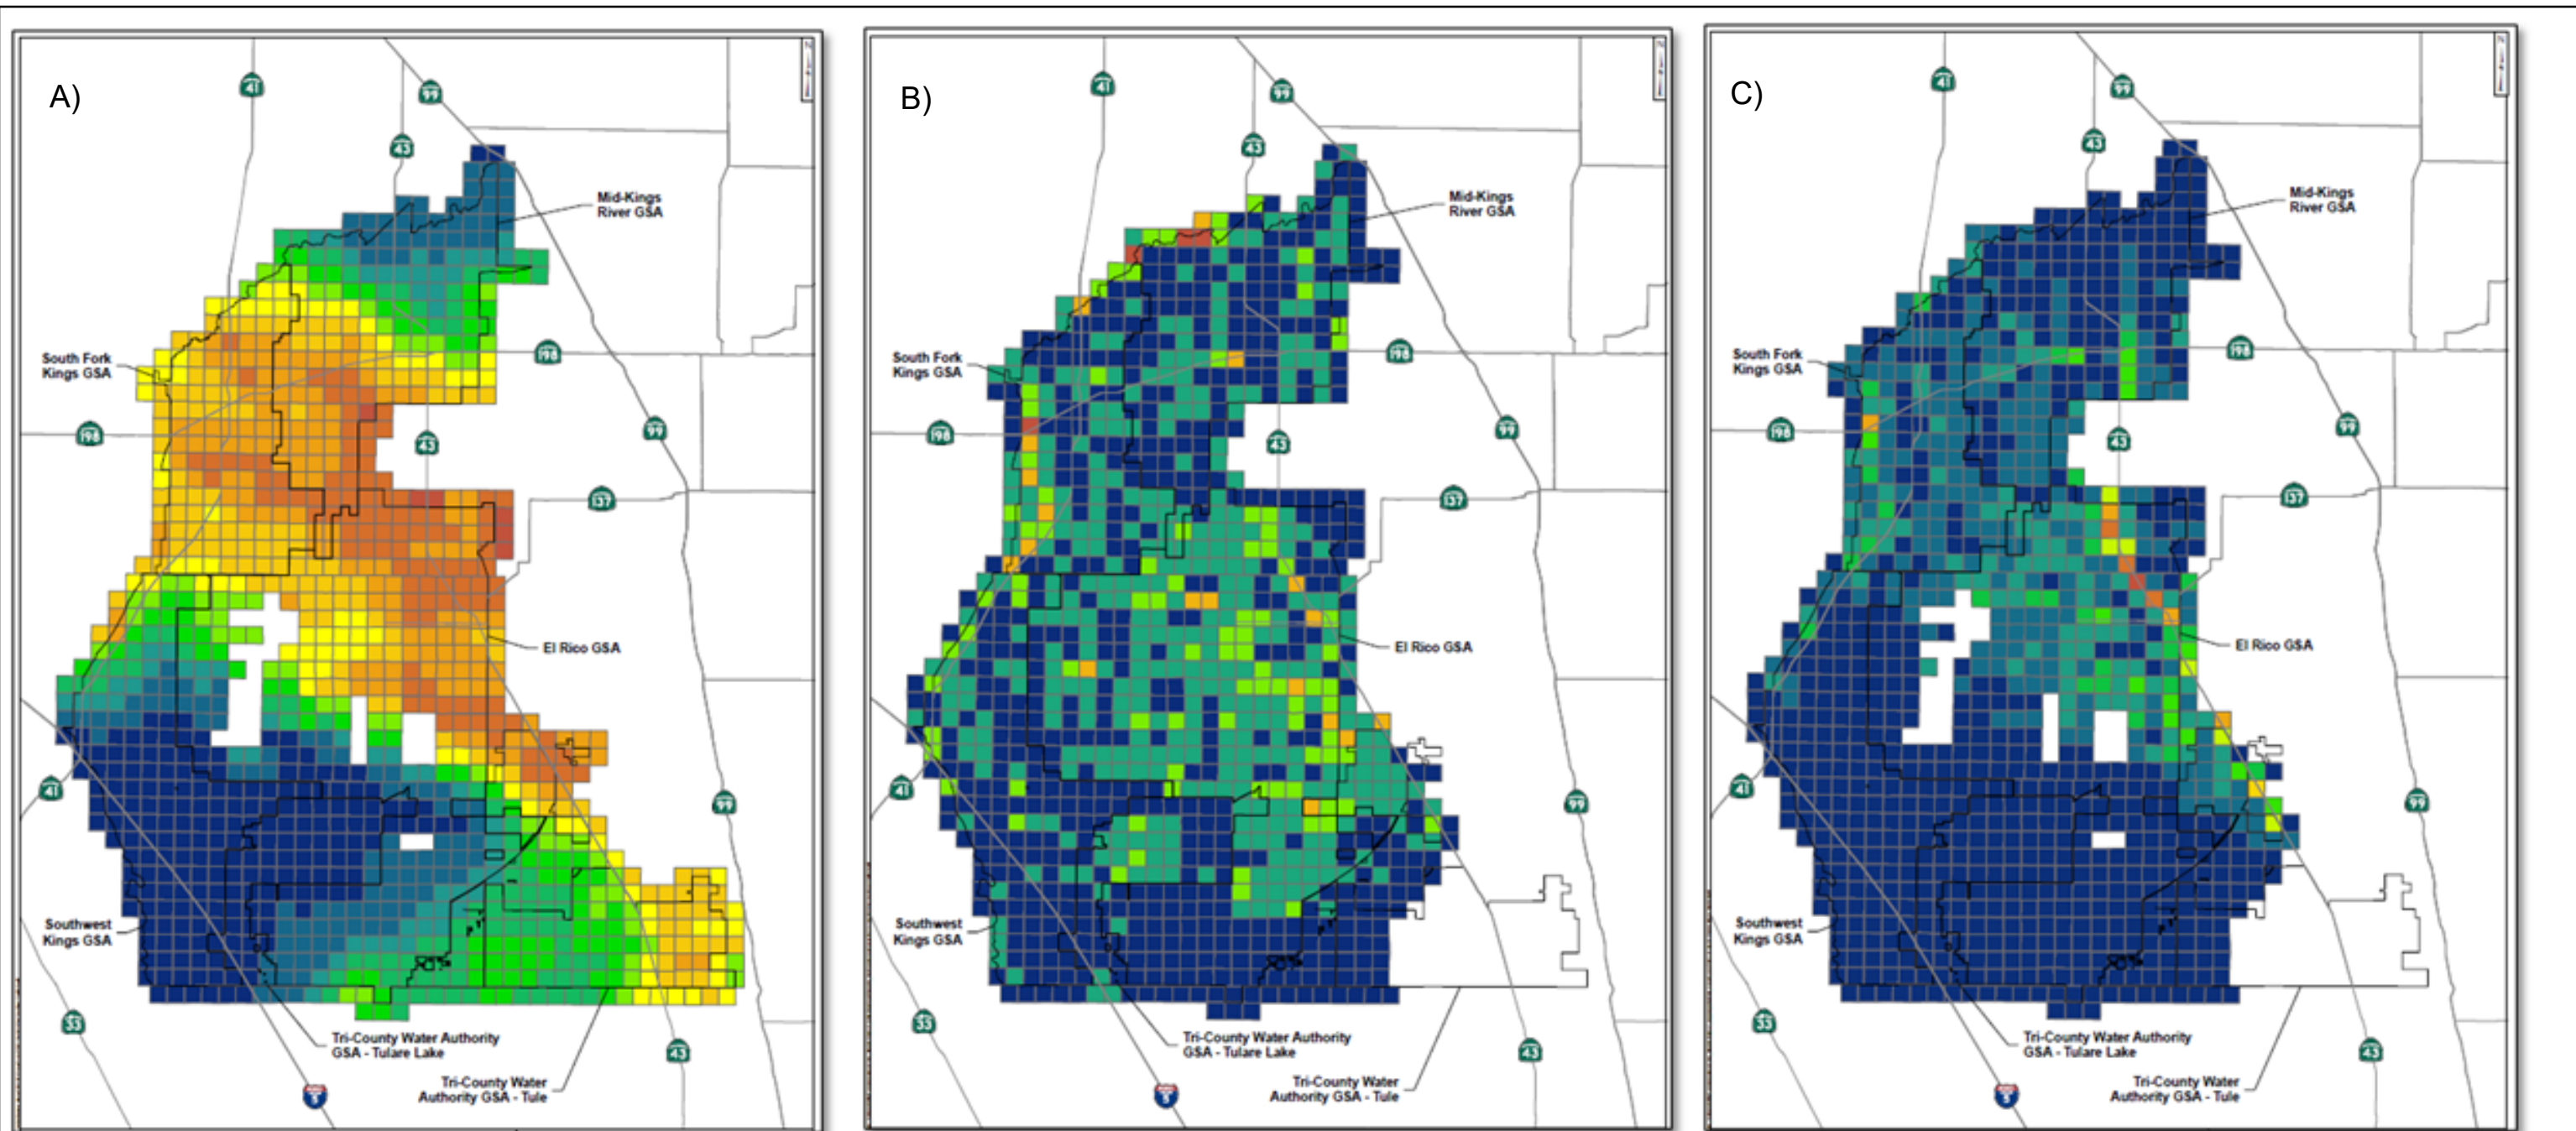 A)
41
99
43
Mid-Kings
River GSA
198
South Fork
Kings GSA
198
99
43
137
El Rico GSA
41
99
Southwest
Kings GSA
33
Tri-County Water Authority
GSA - Tulare Lake
43
Tri-County Water
Authority GSA - Tule
5
B)
41
99
43
Mid-Kings
River GSA
198
South Fork
Kings GSA
198
99
43
137
El Rico GSA
41
99
Southwest
Kings GSA
33
Tri-County Water Authority
GSA - Tulare Lake
43
Tri-County Water
Authority GSA - Tule
5
C)
41
99
43
Mid-Kings
River GSA
198
South Fork
Kings GSA
198
99
43
137
El Rico GSA
41
99
Southwest
Kings GSA
33
Tri-County Water Authority
GSA - Tulare Lake
43
Tri-County Water
Authority GSA - Tule
5